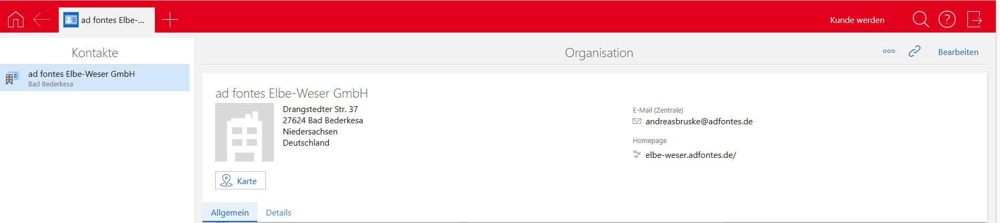 ad fontes Elbe-...
Kunde werden
Kontakte
ad fontes Elbe-Weser GmbH
Bad Bederkesa
Organisation
Bearbeiten
ad fontes Elbe-Weser GmbH
Drangstedter Str. 37
27624 Bad Bederkesa
Niedersachsen
Deutschland
Karte
E-Mail (Zentrale)
andreasbruske@adfontes.de
Homepage
elbe-weser.adfontes.de/
Allgemein
Details